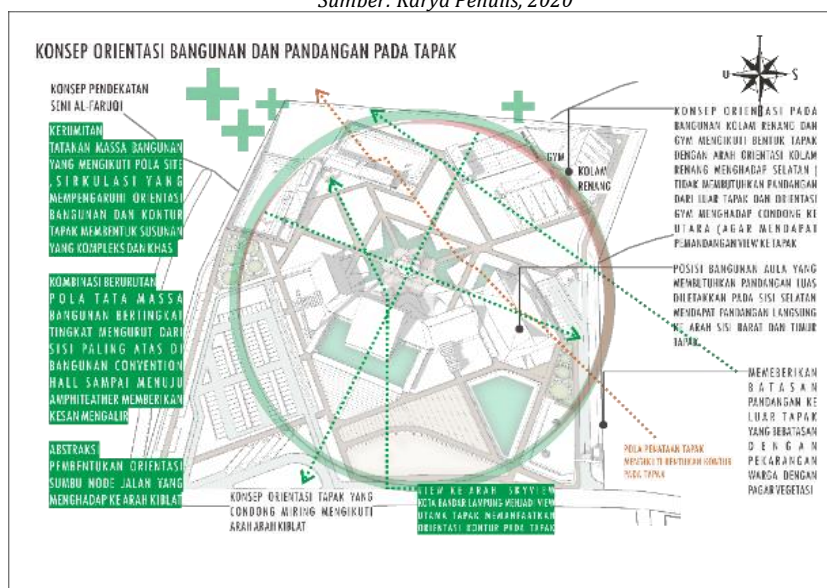 Sumber: Karya Penulis, 2020
KONSEP ORIENTASI BANGUNAN DAN PANDANGAN PADA TAPAK
T
U
S
KONSEP PENDEKATAN
SENI AL-FARUQI
KERUMITAN
TATAKAN MASSA BANGUNAN
YANG MENGIKUTI POLA SITE
,SIRKULASI YANG
MEMPENGARUHI ORIENTASI
BANGUNAN DAN KONTUR
TAPAK MEMBENTUK SUSUNAN
YANG KOMPLEKS DAN KHAS
KOMBINASI BERURUTAN
POLA TATA MASSA
BANGUNAN BERTINGKAT
TINGKAT MENGURUT DARI
SISI PALING ATAS DI
BANGUNAN CONVENTION
HALL SAMPAI MENUJU
AMPHITEATHER MEMBERIKAN
KESAN MENGALIR
ABSTRAKSI
PEMBENTUKAN ORIENTASI
SUMBU NODE JALAN YANG
MENGHADAP KE ARAH KIBLAT
KONSEP ORIENTASI TAPAK YANG
CONDONG MIRING MENGIKUTI
ARAH ARAH KIBLAT
VIEW KE ARAH SKYVIEW
KOTA BANDAR LAMPUNG MENJADI VIEW
UTAMA TAPAK MEMANFAATKAN
ORIENTASI KONTUR PADA TAPAK
GYM
KOLAM
RENANG
KONSEP ORIENTASI PADA
BANGUNAN KOLAM RENANG DAN
GYM MENGIKUTI BENTUK TAPAK
DENGAN ARAH ORIENTASI KOLAM
RENANG MENGHADAP SELATAN (
TIDAK MEMBUTUHKAN PANDANGAN
DARI LUAR TAPAK DAN ORIENTASI
GYM MENGHADAP CONDONG KE
UTARA (AGAR MENDAPAT
PEMANDANGAN VIEW KE TAPAK
POSISI BANGUNAN AULA YANG
MEMBUTUHKAN PANDANGAN LUAS
DILETAKKAN PADA SISI SELATAN
MENDAPAT PANDANGAN LANGSUNG
KE ARAH SISI BARAT DAN TIMUR
TAPAK
MEMEBERIKAN
BATASAN
PANDANGAN KE
LUAR TAPAK
YANG BEBATASAN
DENGAN
PEKARANGAN
WARGA DENGAN
PAGAR VEGETASI
POLA PENATAAN TAPAK
MENGIKUTI BENTUKAN KONTUR
PADA TAPAK